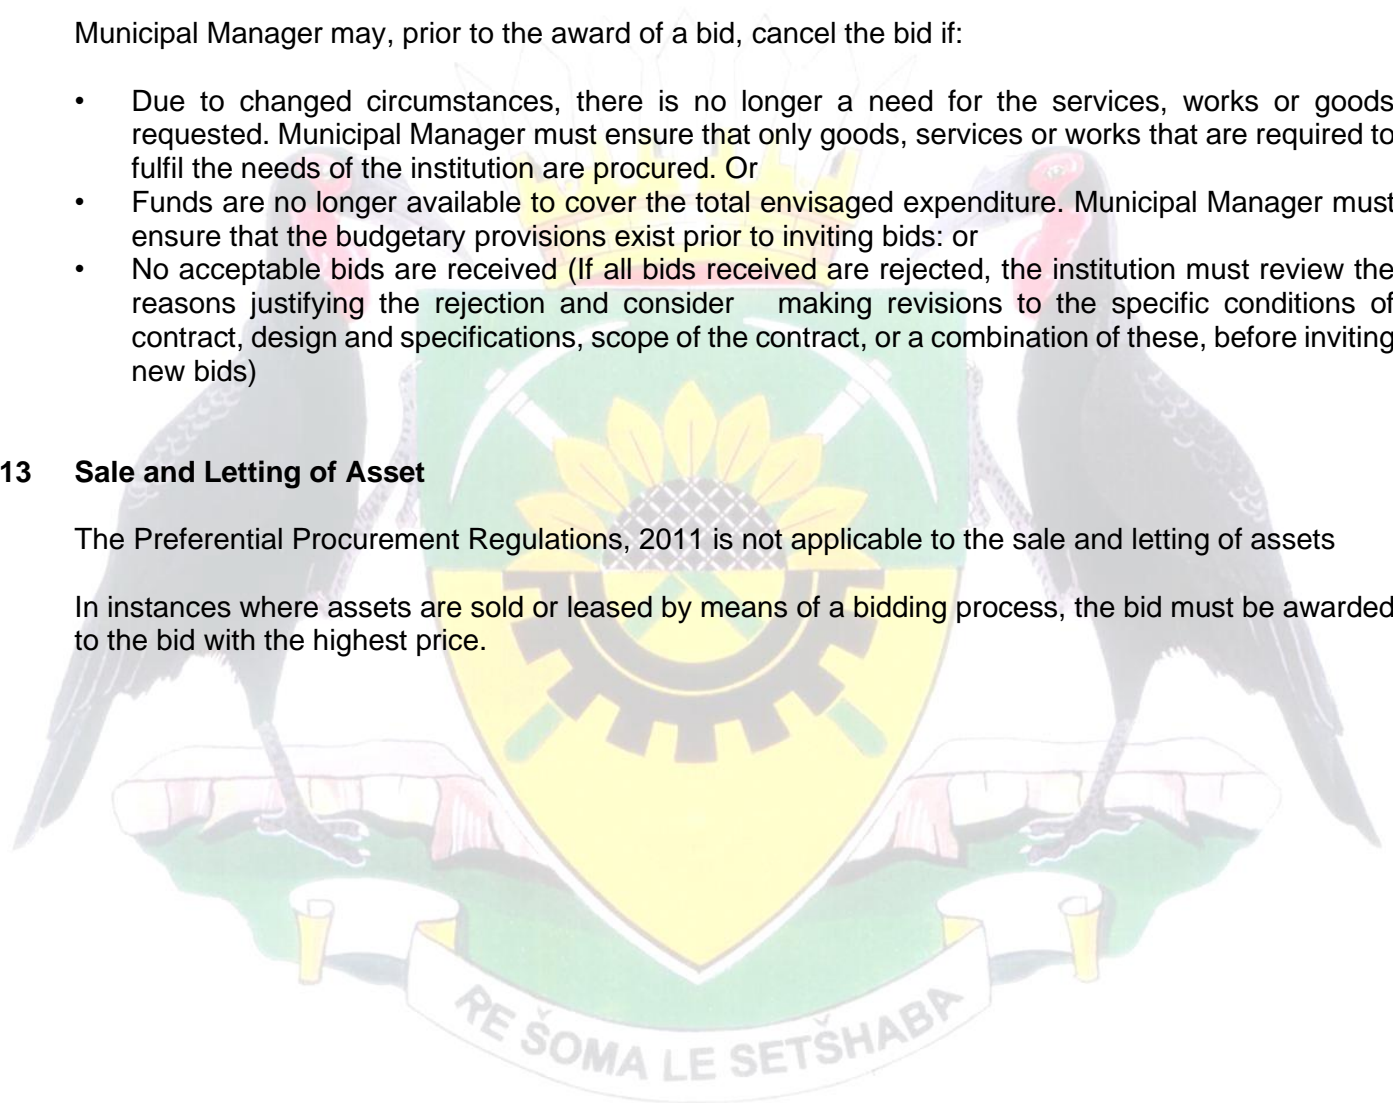 Municipal Manager may, prior to the award of a bid, cancel the bid if:
• Due to changed circumstances, there is no longer a need for the services, works or goods
requested. Municipal Manager must ensure that only goods, services or works that are required to
fulfil the needs of the institution are procured. Or
• Funds are no longer available to cover the total envisaged expenditure. Municipal Manager must
ensure that the budgetary provisions exist prior to inviting bids: or
• No acceptable bids are received (If all bids received are rejected, the institution must review the
reasons justifying the rejection and consider making revisions to the specific conditions of
contract, design and specifications, scope of the contract, or a combination of these, before inviting
new bids)
13 Sale and Letting of Asset
The Preferential Procurement Regulations, 2011 is not applicable to the sale and letting of assets
In instances where assets are sold or leased by means of a bidding process, the bid must be awarded
to the bid with the highest price.
RE ŠOMA LE SETŠHABA